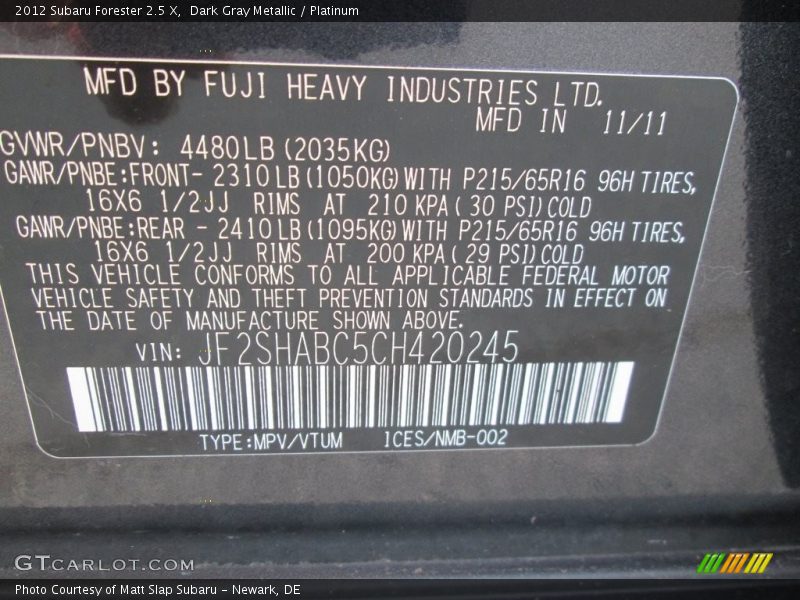 2012 Subaru Forester 2.5 X,  Dark Gray Metallic / Platinum
MFD BY FUJI HEAVY INDUSTRIES LTD.
MFD IN 11/11
GVWR/PNBV: 4480LB (2035KG)
GAWR/PNBE:FRONT- 2310 LB (1050KG) WITH P215/65R16 96H TIRES,
16X6 1/2JJ RIMS AT 210 KPA ( 30 PSI) COLD
GAWR/PNBE:REAR - 2410 LB (1095KG) WITH P215/65R16 96H TIRES,
16X6 1/2JJ RIMS AT 200 KPA ( 29 PSI) COLD
THIS VEHICLE CONFORMS TO ALL APPLICABLE FEDERAL MOTOR
VEHICLE SAFETY AND THEFT PREVENTION STANDARDS IN EFFECT ON
THE DATE OF MANUFACTURE SHOWN ABOVE.
VIN: JF2SHABC5CH420245
TYPE:MPV/VTUM ICES/NMB-002
GTCARLOT.COM
Photo Courtesy of Matt Slap Subaru - Newark, DE